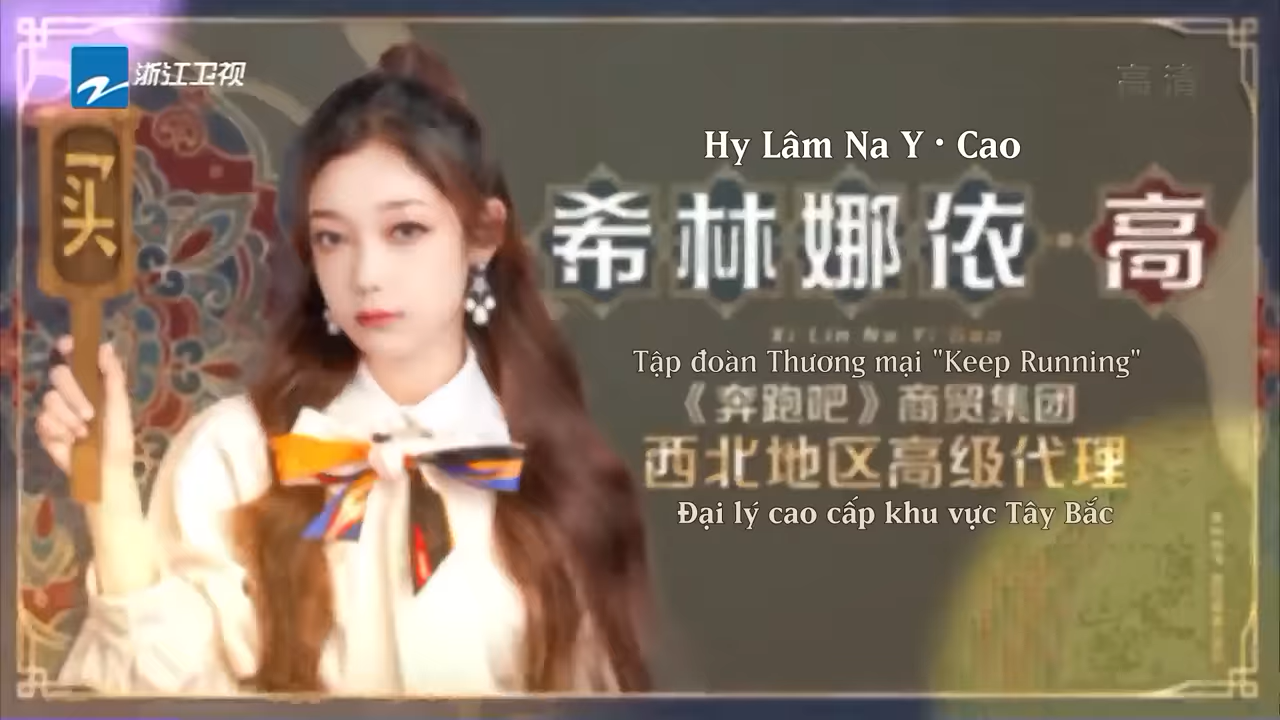 浙江卫视
高清
买
Hy Lâm Na Y · Cao
希林娜依·高
Xi Lin Na Yi Gao
Tập đoàn Thương mại "Keep Running"
《奔跑吧》商贸集团
西北地区高级代理
Đại lý cao cấp khu vực Tây Bắc